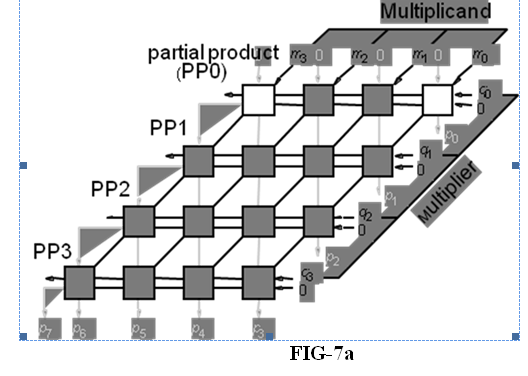 Multiplicand
partial product
(PP0)
m3 0 m2 0 m1 0 m0
q0
0
p0
PP1
q1
0
p1
PP2
q2
0
Multiplier
p2
PP3
q3
0
p7 p6 p5 p4 p3
FIG-7a